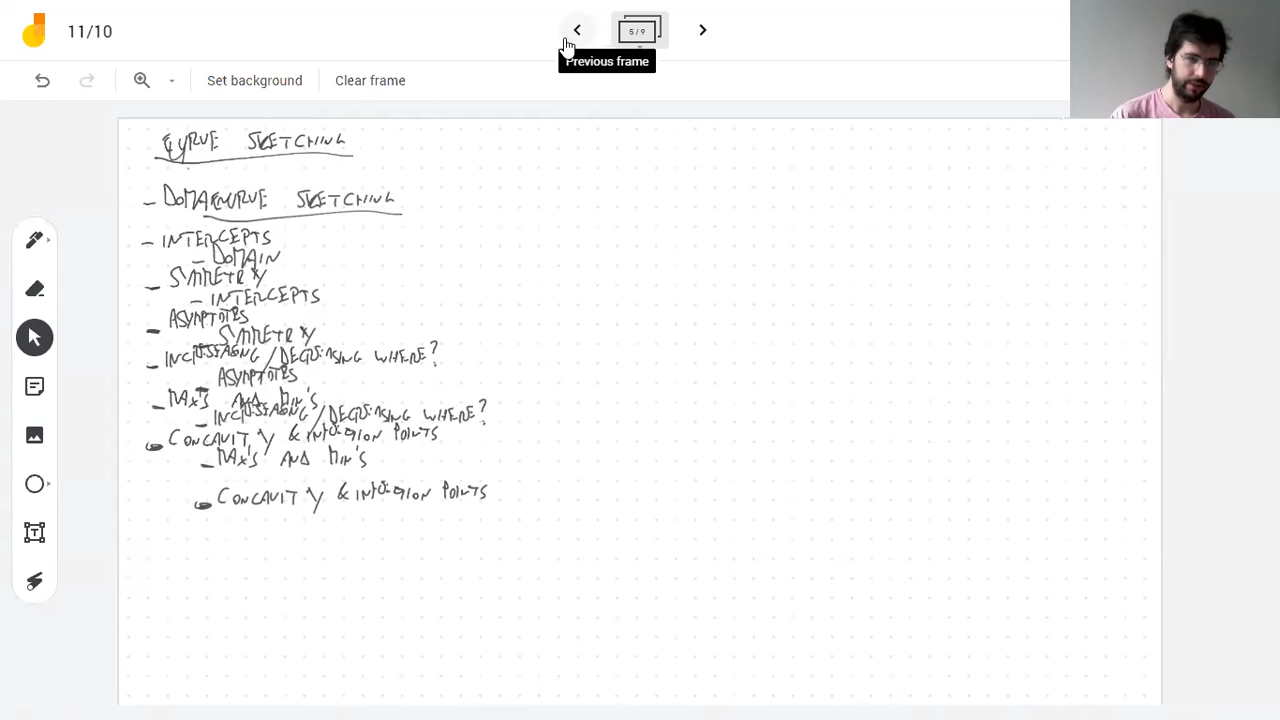 11/10
5 / 9
Previous frame
Set background
Clear frame
CURVE SKETCHING
- DOMAIN
CURVE SKETCHING
- INTERCEPTS
- DOMAIN
- SYMMETRY
- INTERCEPTS
- ASYMPTOTES
- SYMMETRY
- INCREASING / DECREASING WHERE?
- ASYMPTOTES
- MAX'S AND MIN'S
- INCREASING / DECREASING WHERE?
- CONCAVITY & INFLECTION POINTS
- MAX'S AND MIN'S
- CONCAVITY & INFLECTION POINTS